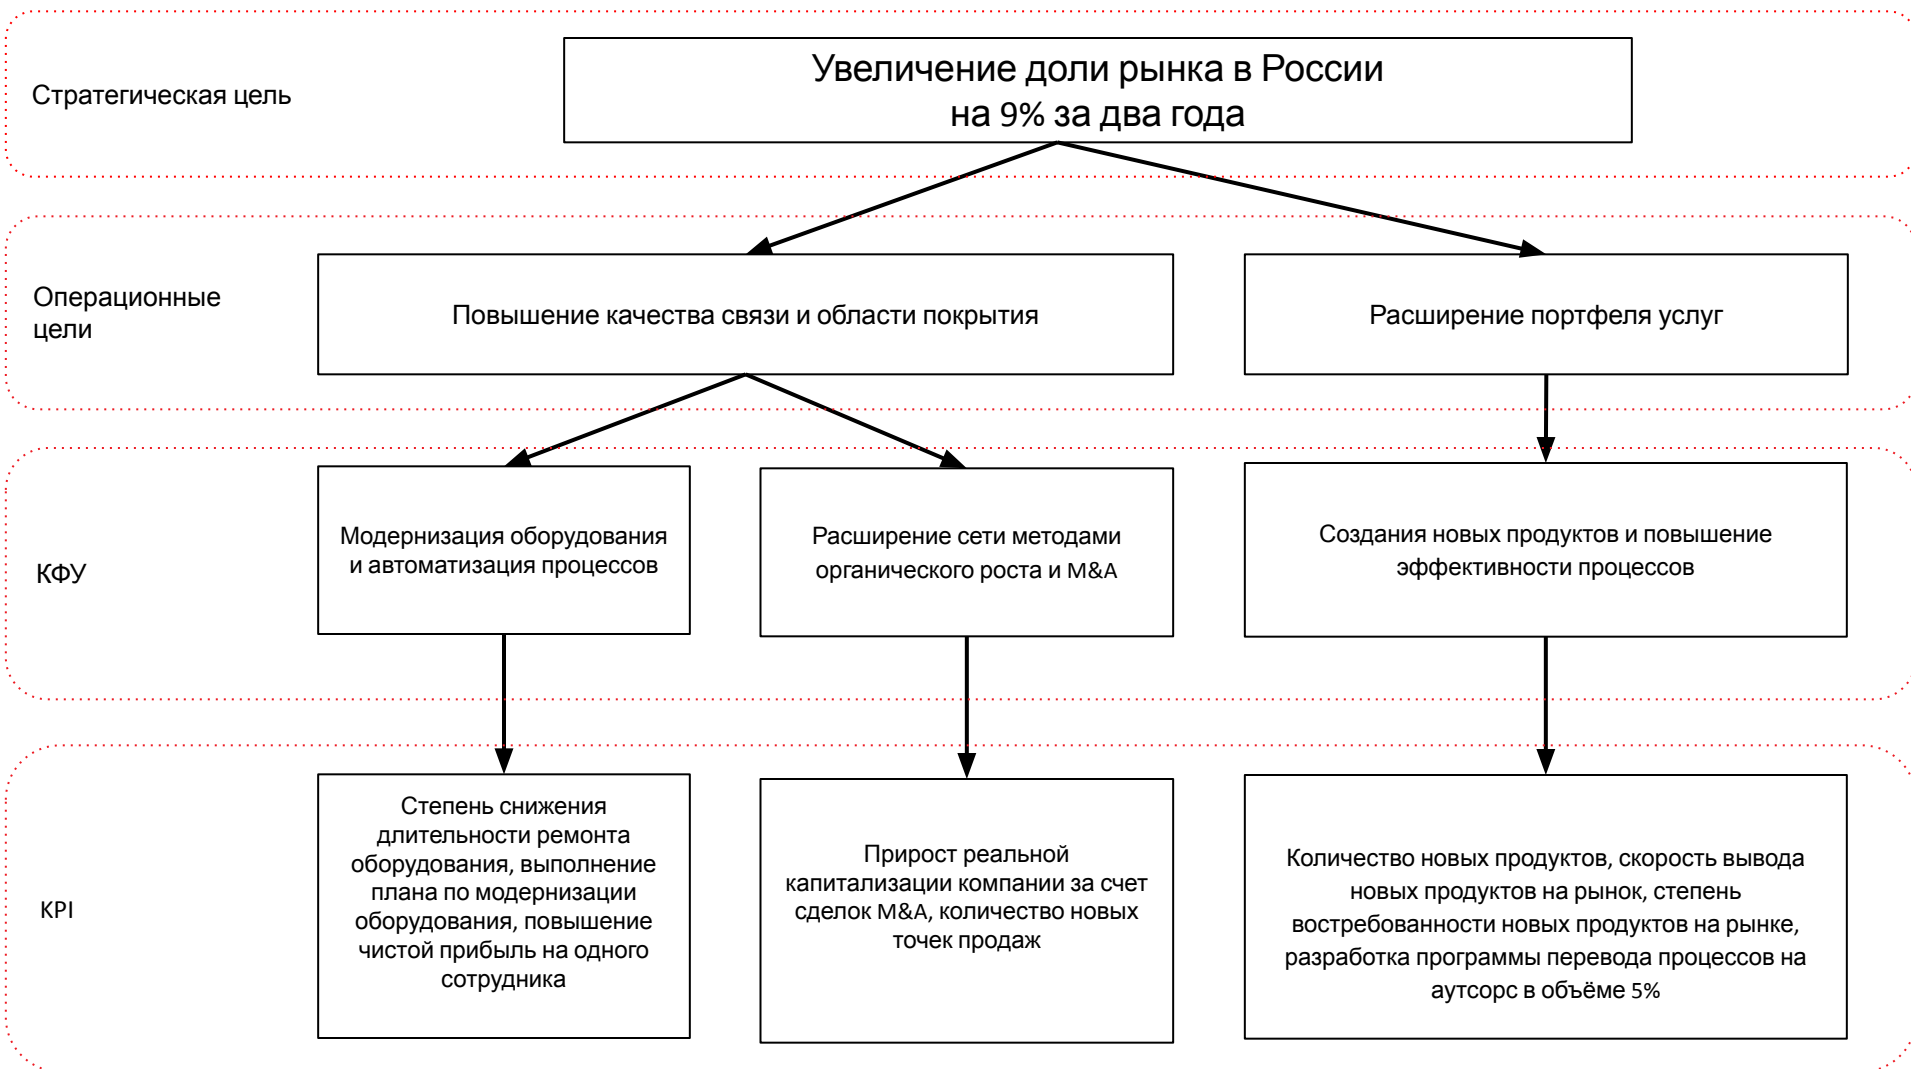 Стратегическая цель
Увеличение доли рынка в России
на 9% за два года
Операционные
цели
Повышение качества связи и области покрытия
Расширение портфеля услуг
КФУ
Модернизация оборудования
и автоматизация процессов
Расширение сети методами
органического роста и M&A
Создания новых продуктов и повышение
эффективности процессов
KPI
Степень снижения
длительности ремонта
оборудования, выполнение
плана по модернизации
оборудования, повышение
чистой прибыль на одного
сотрудника
Прирост реальной
капитализации компании за счет
сделок M&A, количество новых
точек продаж
Количество новых продуктов, скорость вывода
новых продуктов на рынок, степень
востребованности новых продуктов на рынке,
разработка программы перевода процессов на
аутсорс в объёме 5%